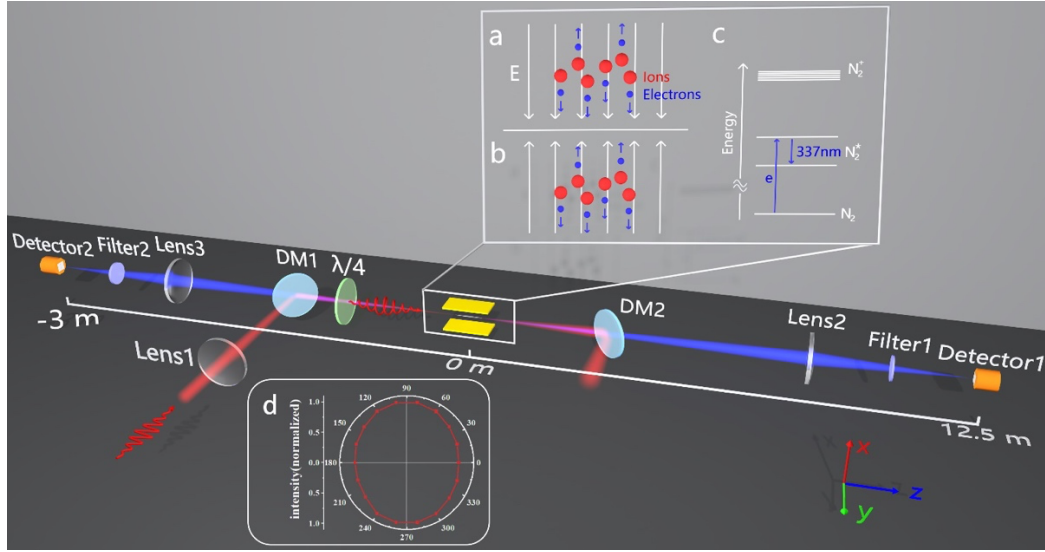 a
E
Ions
Electrons
b
c
Energy
N₂⁺
337nm
N₂*
e
N₂
Detector2
Filter2
Lens3
DM1
λ/4
DM2
Lens2
Filter1
Detector1
-3 m
0 m
12.5 m
Lens1
d
intensity(normalized)
1.0
0.5
0.0
0.5
1.0
90
60
30
0
330
300
270
240
180
150
120
x
y
z